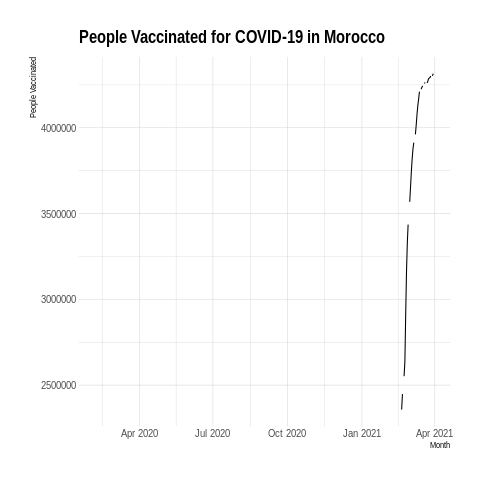 People Vaccinated for COVID-19 in Morocco
People Vaccinated
4000000
3500000
3000000
2500000
Apr 2020 Jul 2020 Oct 2020 Jan 2021 Apr 2021
Month